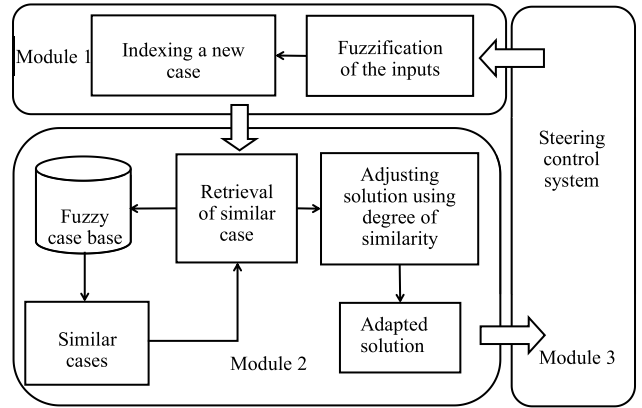 Module 1
Indexing a new
case
Fuzzification
of the inputs
Steering
control
system
Fuzzy
case base
Retrieval
of similar
case
Adjusting
solution using
degree of
similarity
Similar
cases
Adapted
solution
Module 2
Module 3